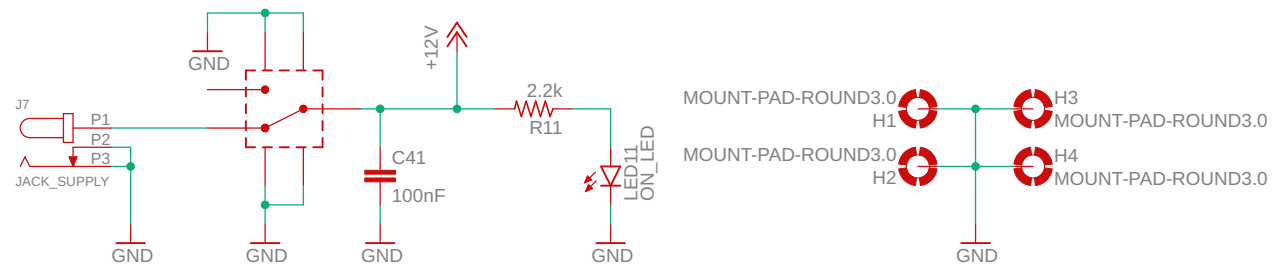 +12V
GND
J7
P1
P2
P3
JACK_SUPPLY
2.2k
R11
C41
100nF
LED11
ON_LED
GND
GND
GND
GND
MOUNT-PAD-ROUND3.0
H1
H3
MOUNT-PAD-ROUND3.0
MOUNT-PAD-ROUND3.0
H2
H4
MOUNT-PAD-ROUND3.0
GND